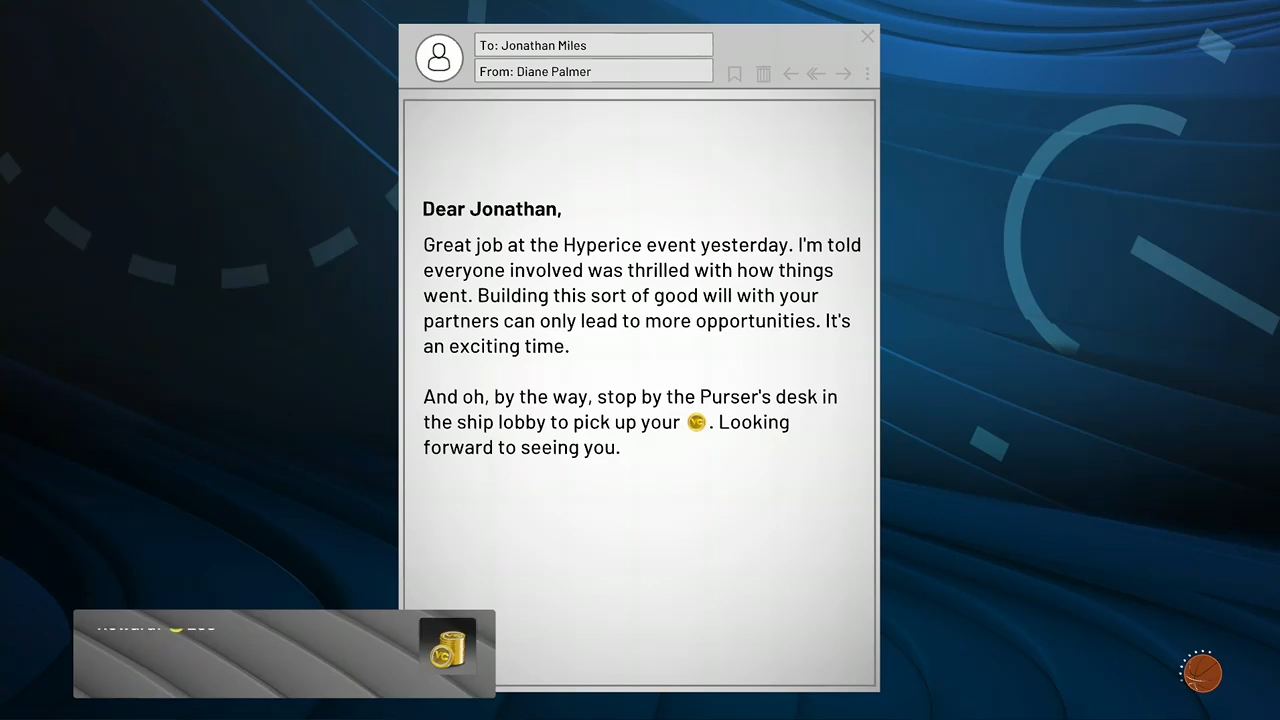 To: Jonathan Miles
From: Diane Palmer
Dear Jonathan,
Great job at the Hyperice event yesterday. I'm told
everyone involved was thrilled with how things
went. Building this sort of good will with your
partners can only lead to more opportunities. It's
an exciting time.
And oh, by the way, stop by the Purser's desk in
the ship lobby to pick up your VC. Looking
forward to seeing you.
VC